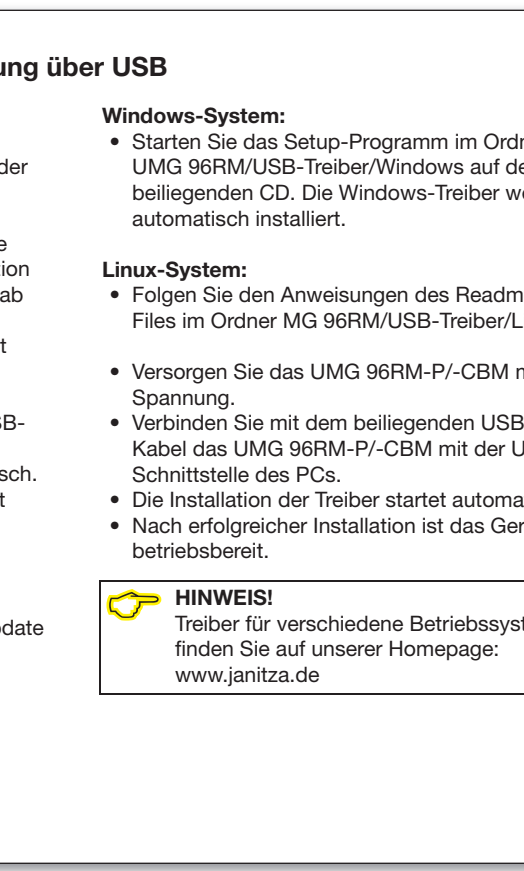 ung über USB
der
e
tion
ab
t
B-
sch.
t
date
Windows-System:
• Starten Sie das Setup-Programm im Ordn
UMG 96RM/USB-Treiber/Windows auf de
beiliegenden CD. Die Windows-Treiber we
automatisch installiert.
Linux-System:
• Folgen Sie den Anweisungen des Readm
Files im Ordner MG 96RM/USB-Treiber/L
• Versorgen Sie das UMG 96RM-P/-CBM m
Spannung.
• Verbinden Sie mit dem beiliegenden USB
Kabel das UMG 96RM-P/-CBM mit der U
Schnittstelle des PCs.
• Die Installation der Treiber startet automa
• Nach erfolgreicher Installation ist das Ger
betriebsbereit.
HINWEIS!
Treiber für verschiedene Betriebssyst
finden Sie auf unserer Homepage:
www.janitza.de